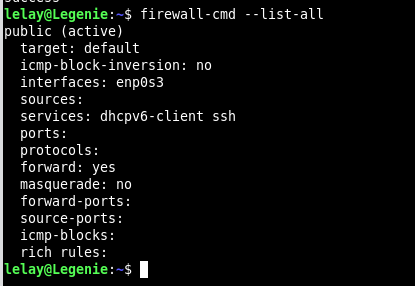 success
lelay@Legenie:~$ firewall-cmd --list-all
public (active)
  target: default
  icmp-block-inversion: no
  interfaces: enp0s3
  sources:
  services: dhcpv6-client ssh
  ports:
  protocols:
  forward: yes
  masquerade: no
  forward-ports:
  source-ports:
  icmp-blocks:
  rich rules:
lelay@Legenie:~$